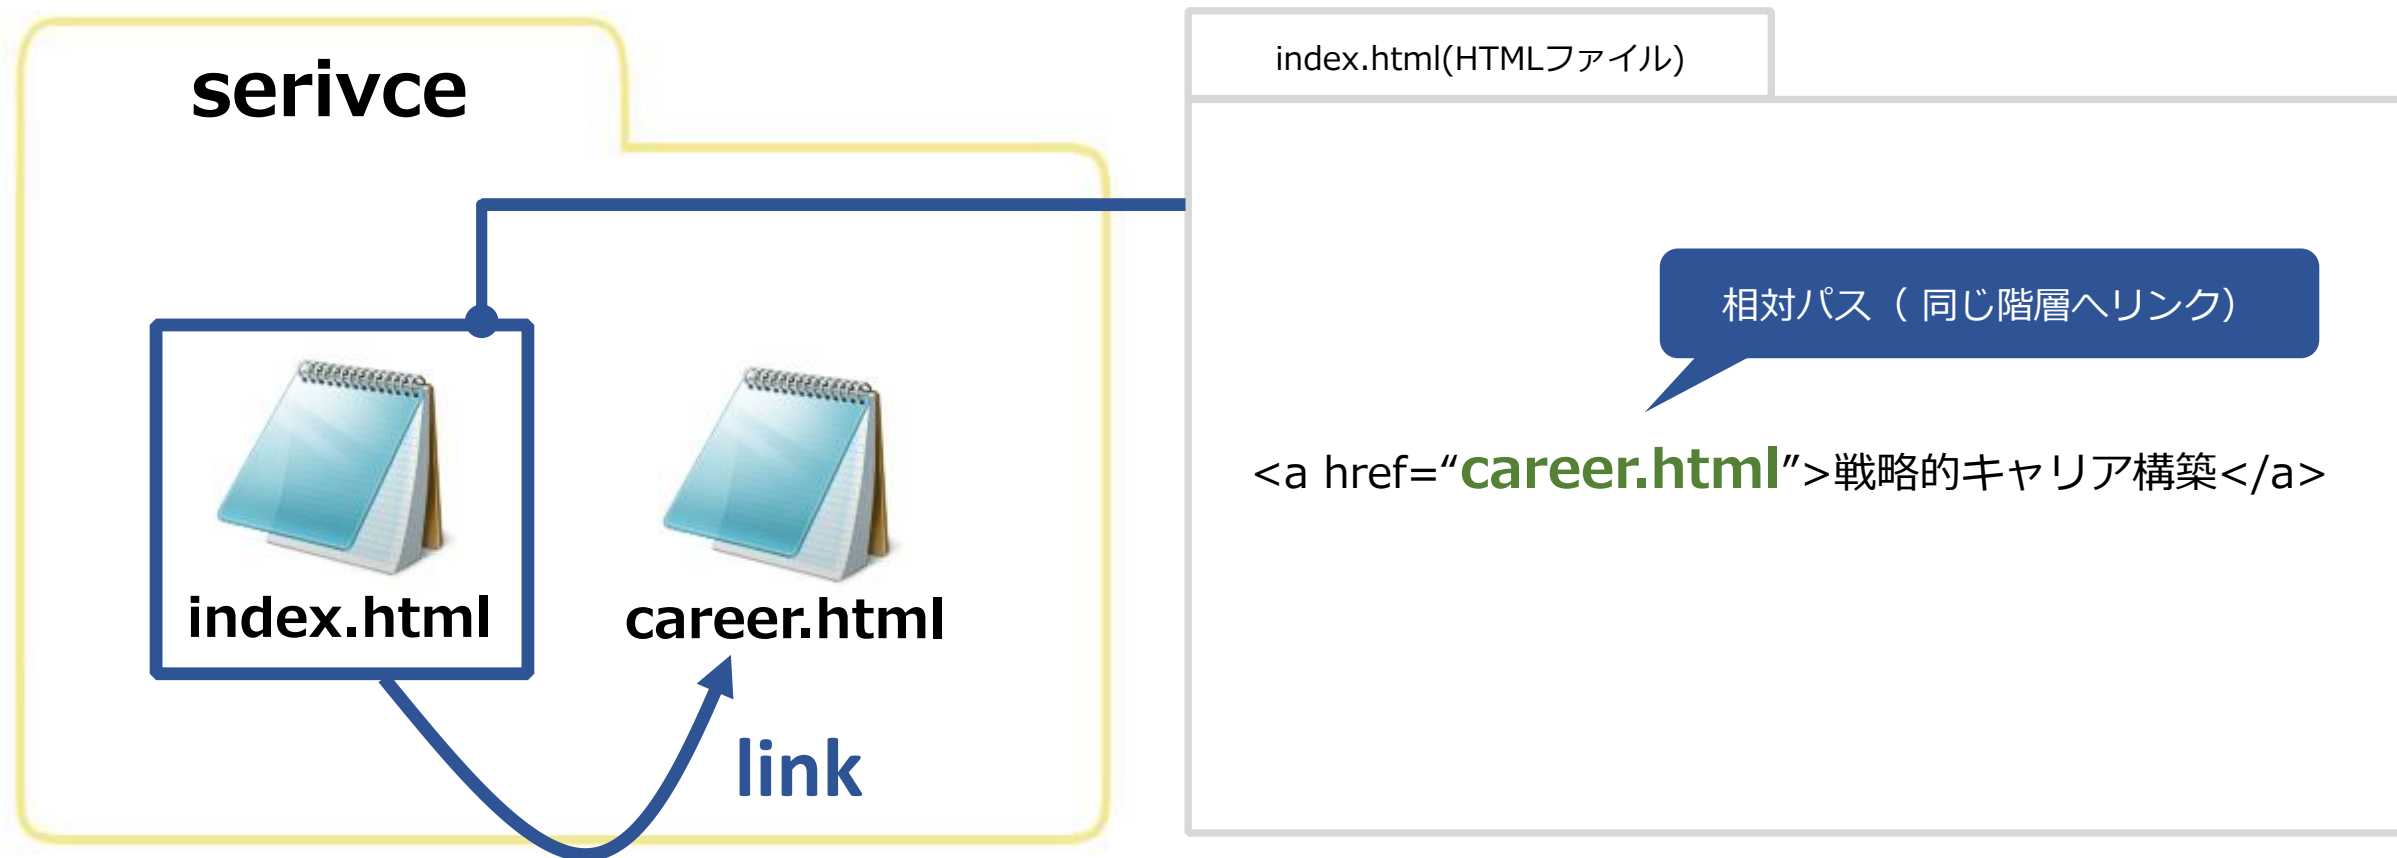 serivce
index.html
career.html
link
index.html(HTMLファイル)
相対パス（ 同じ階層へリンク）
<a href=“career.html”>戦略的キャリア構築</a>